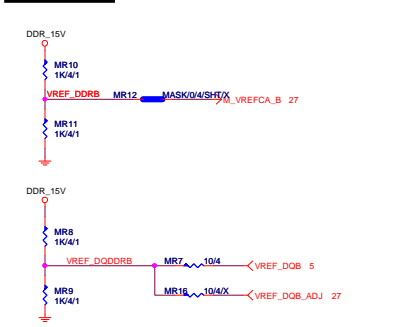 DDR_15V
MR10
1K/4/1
VREF_DDRB MR12 MASK/0/4/SHT/X M_VREFCA_B 27
MR11
1K/4/1
DDR_15V
MR8
1K/4/1
VREF_DQDDRB MR7 10/4 VREF_DQB 5
MR9
1K/4/1
MR16 10/4/X VREF_DQB_ADJ 27